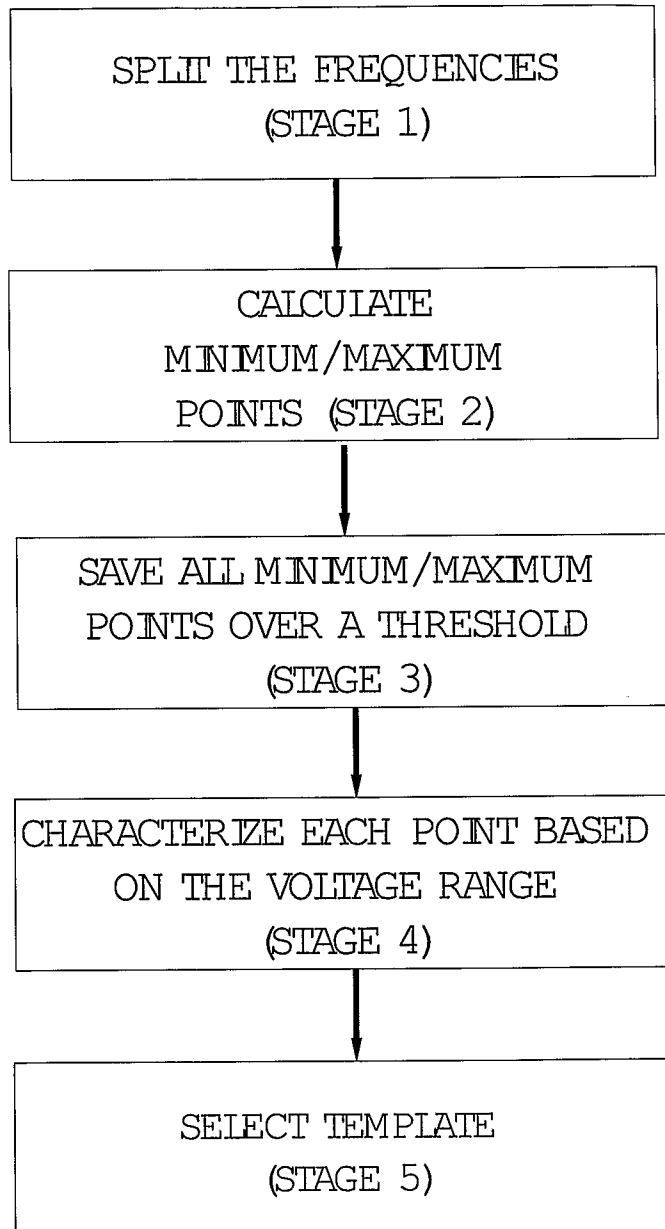 SPLIT THE FREQUENCIES
(STAGE 1)
CALCULATE
MINIMUM/MAXIMUM
POINTS (STAGE 2)
SAVE ALL MINIMUM/MAXIMUM
POINTS OVER A THRESHOLD
(STAGE 3)
CHARACTERIZE EACH POINT BASED
ON THE VOLTAGE RANGE
(STAGE 4)
SELECT TEMPLATE
(STAGE 5)